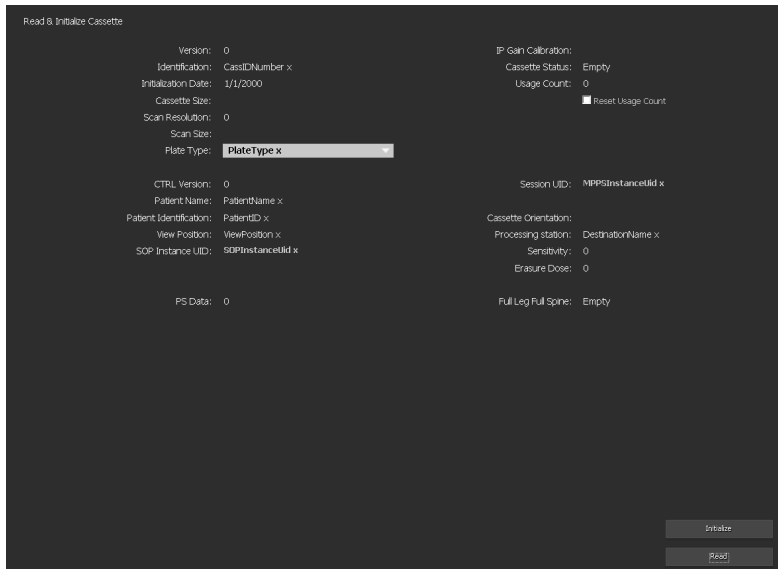 Read & Initialize Cassette
Version: 0 IP Gain Calibration:
Identification: CassIDNumber x Cassette Status: Empty
Initialization Date: 1/1/2000 Usage Count: 0
Cassette Size: Reset Usage Count
Scan Resolution: 0
Scan Size:
Plate Type: PlateType x
CTRL Version: 0 Session UID: MPPSInstanceUid x
Patient Name: PatientName x
Patient Identification: PatientID x Cassette Orientation:
View Position: ViewPosition x Processing station: DestinationName x
SOP Instance UID: SOPInstanceUid x Sensitivity: 0
Erasure Dose: 0
PS Data: 0 Full Leg Full Spine: Empty
Initialize
Read